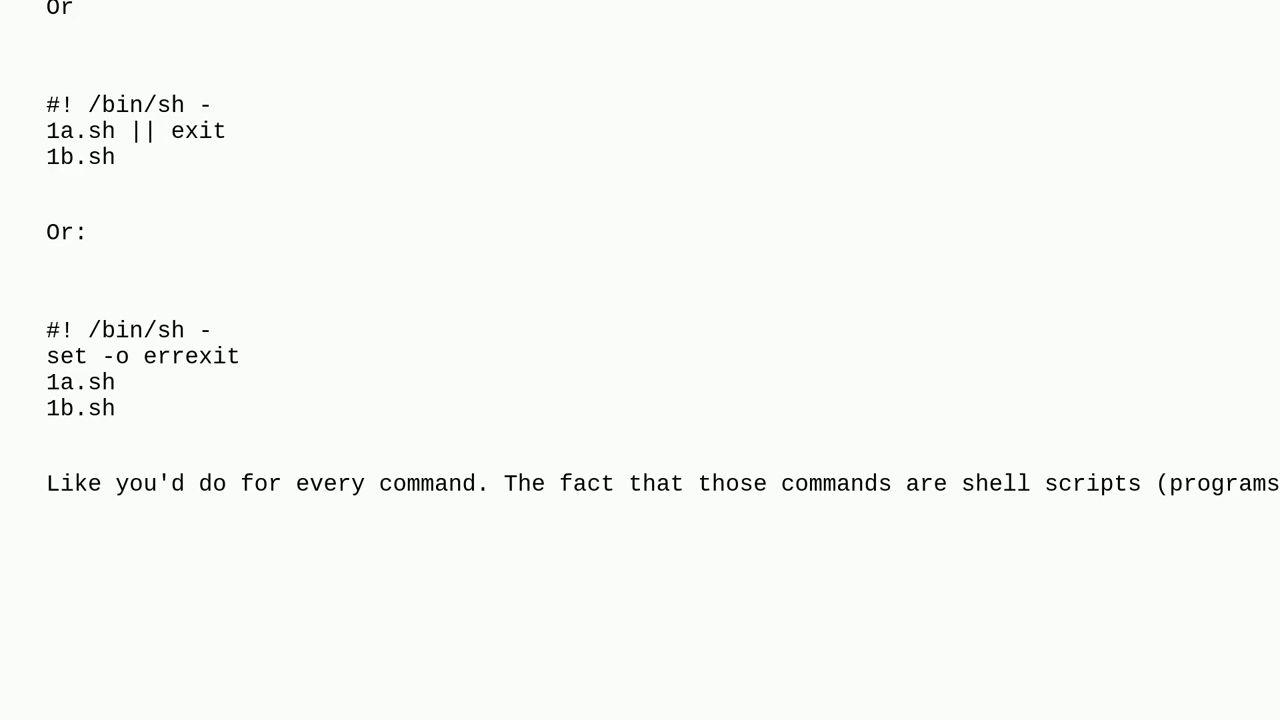 Or
#! /bin/sh -
1a.sh || exit
1b.sh
Or:
#! /bin/sh -
set -o errexit
1a.sh
1b.sh
Like you'd do for every command. The fact that those commands are shell scripts (programs